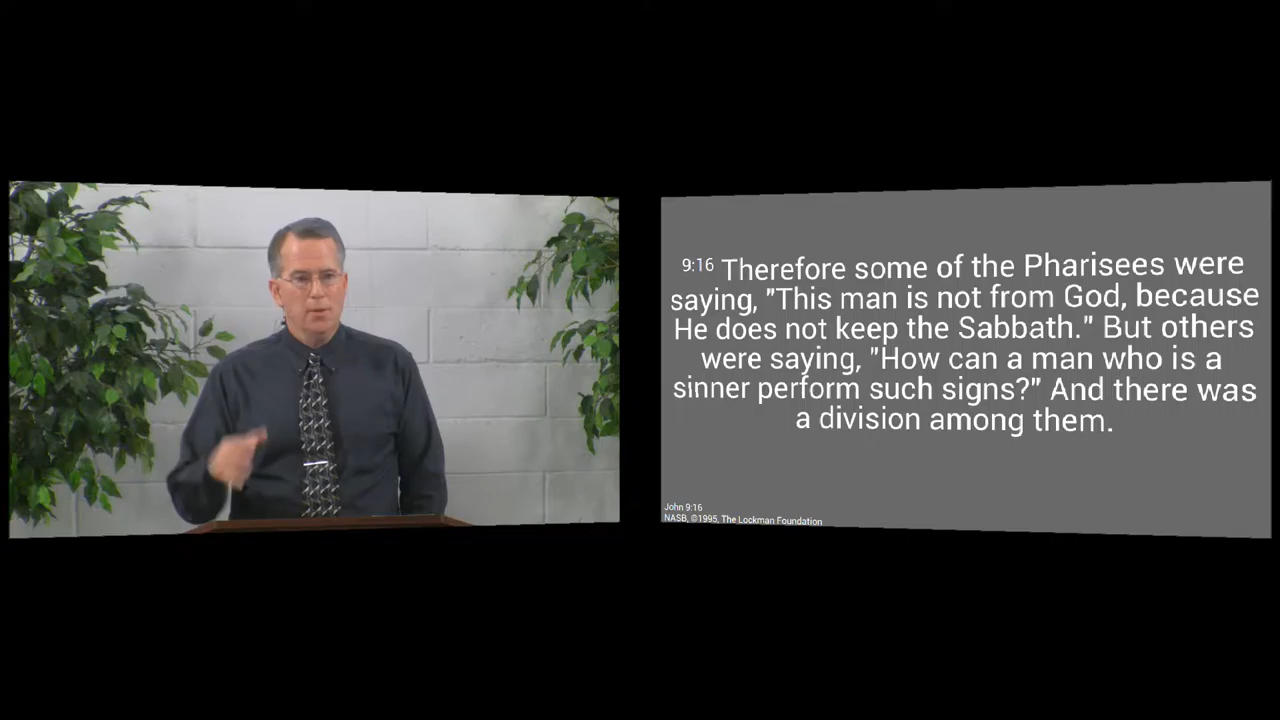 9:16 Therefore some of the Pharisees were
saying, "This man is not from God, because
He does not keep the Sabbath." But others
were saying, "How can a man who is a
sinner perform such signs?" And there was
a division among them.
John 9:16
NASB, ©1995, The Lockman Foundation